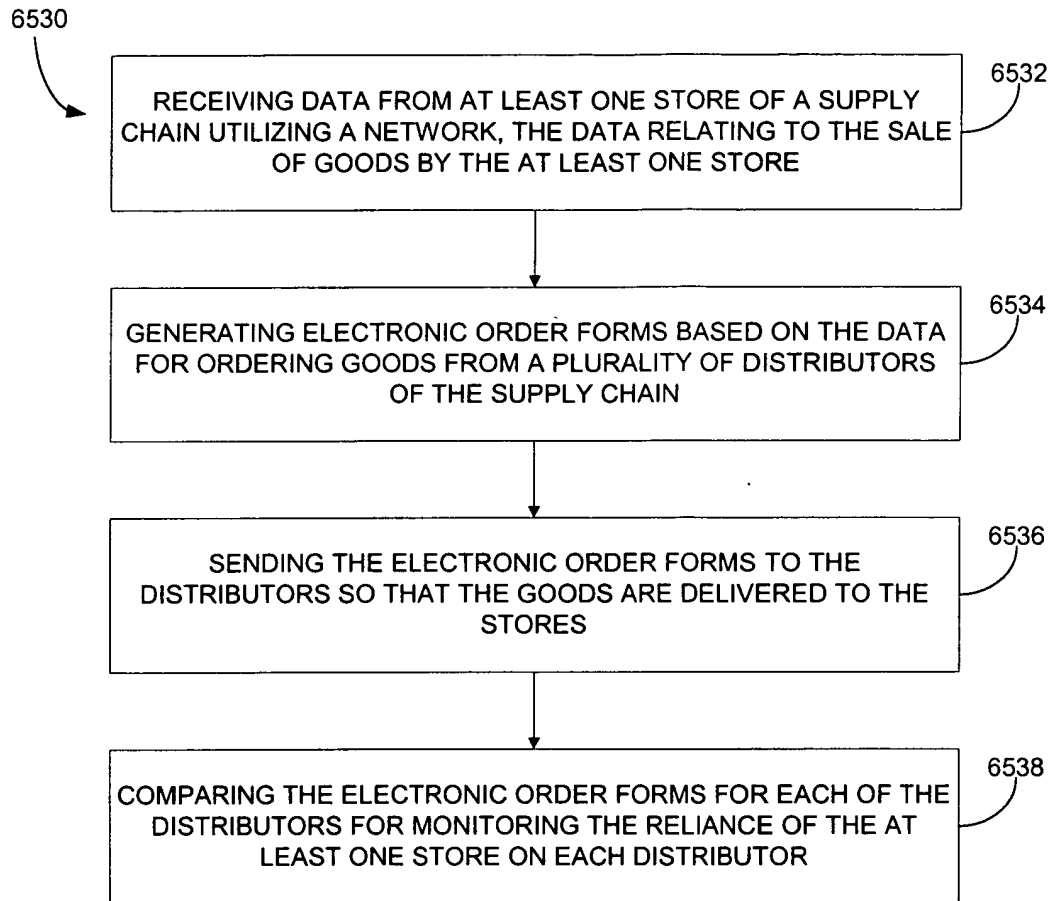 6530
6532
RECEIVING DATA FROM AT LEAST ONE STORE OF A SUPPLY
CHAIN UTILIZING A NETWORK, THE DATA RELATING TO THE SALE
OF GOODS BY THE AT LEAST ONE STORE
6534
GENERATING ELECTRONIC ORDER FORMS BASED ON THE DATA
FOR ORDERING GOODS FROM A PLURALITY OF DISTRIBUTORS
OF THE SUPPLY CHAIN
6536
SENDING THE ELECTRONIC ORDER FORMS TO THE
DISTRIBUTORS SO THAT THE GOODS ARE DELIVERED TO THE
STORES
6538
COMPARING THE ELECTRONIC ORDER FORMS FOR EACH OF THE
DISTRIBUTORS FOR MONITORING THE RELIANCE OF THE AT
LEAST ONE STORE ON EACH DISTRIBUTOR